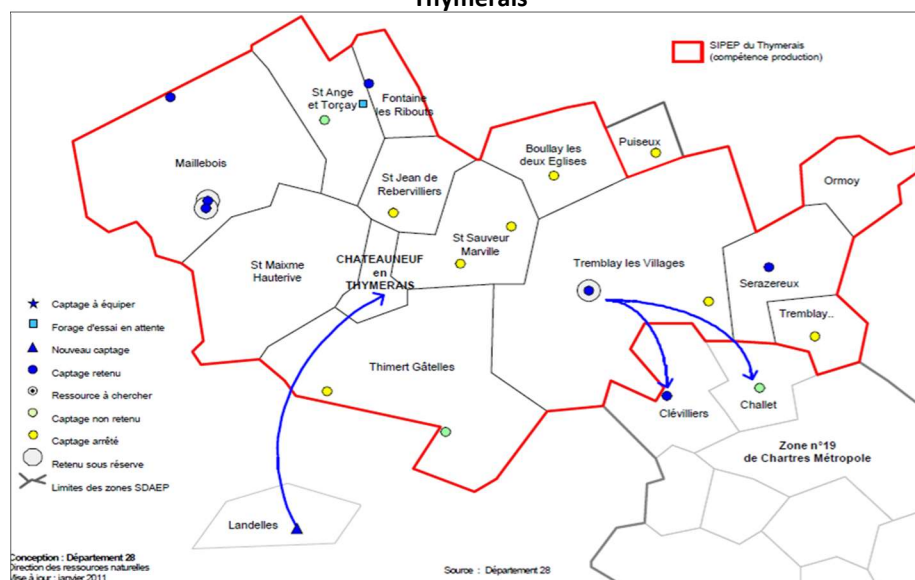 Thymerais
SIPEP du Thymerais
(compétence production)
St Ange
et Torçay
Fontaine
les Ribouts
Puiseux
Boullay les
deux Eglises
Maillebois
St Jean de
Rebervilliers
Ormoy
St Sauveur
Marville
CHATEAUNEUF
en
THYMERAIS
St Maixme
Hauterive
Tremblay les Villages
Serazereux
Tremblay..
Thimert Gâtelles
Clévilliers
Challet
Zone n°19
de Chartres Métropole
Landelles
Captage à équiper
Forage d'essai en attente
Nouveau captage
Captage retenu
Ressource à chercher
Captage non retenu
Captage arrêté
Retenu sous réserve
Limites des zones SDAEP
Conception : Département 28
Direction des ressources naturelles
Mise à jour : janvier 2011
Source : Département 28